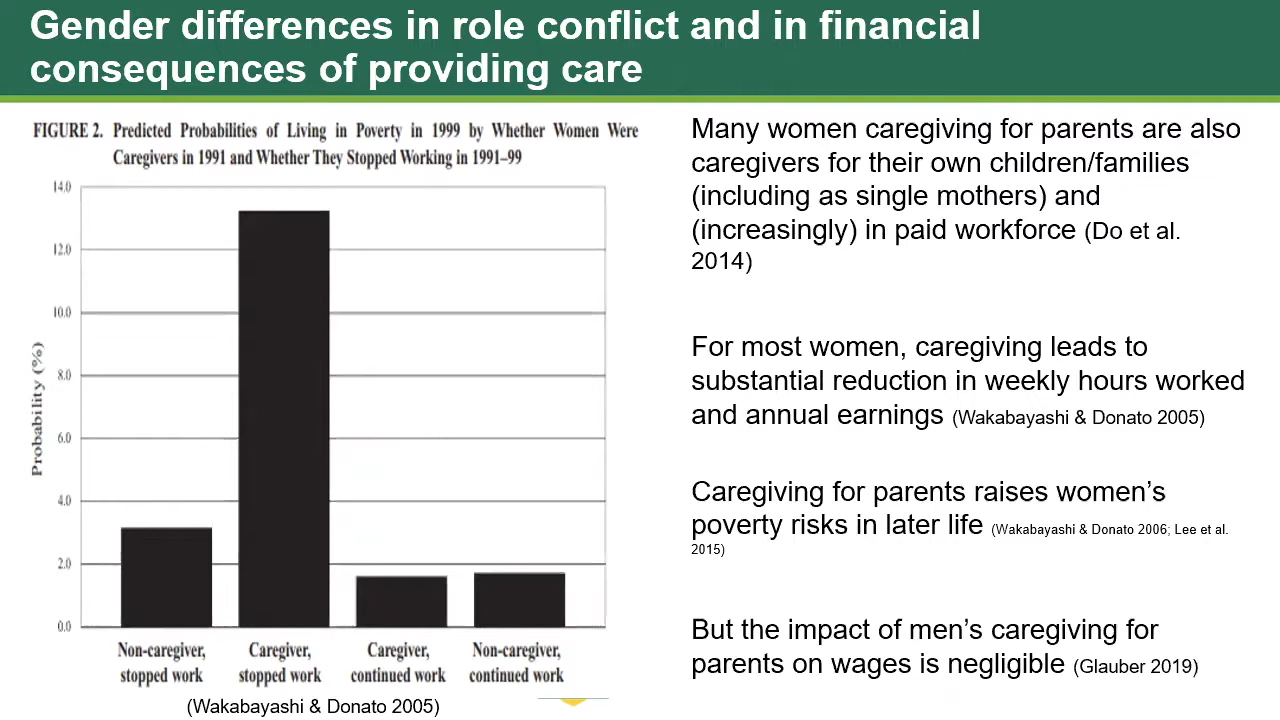 Gender differences in role conflict and in financial
consequences of providing care
FIGURE 2. Predicted Probabilities of Living in Poverty in 1999 by Whether Women Were
Caregivers in 1991 and Whether They Stopped Working in 1991–99
14.0
12.0
10.0
8.0
6.0
4.0
2.0
0.0
Probability (%)
Non-caregiver,
stopped work
Caregiver,
stopped work
Caregiver,
continued work
Non-caregiver,
continued work
(Wakabayashi & Donato 2005)
Many women caregiving for parents are also
caregivers for their own children/families
(including as single mothers) and
(increasingly) in paid workforce (Do et al.
2014)
For most women, caregiving leads to
substantial reduction in weekly hours worked
and annual earnings (Wakabayashi & Donato 2005)
Caregiving for parents raises women’s
poverty risks in later life (Wakabayashi & Donato 2006; Lee et al.
2015)
But the impact of men’s caregiving for
parents on wages is negligible (Glauber 2019)